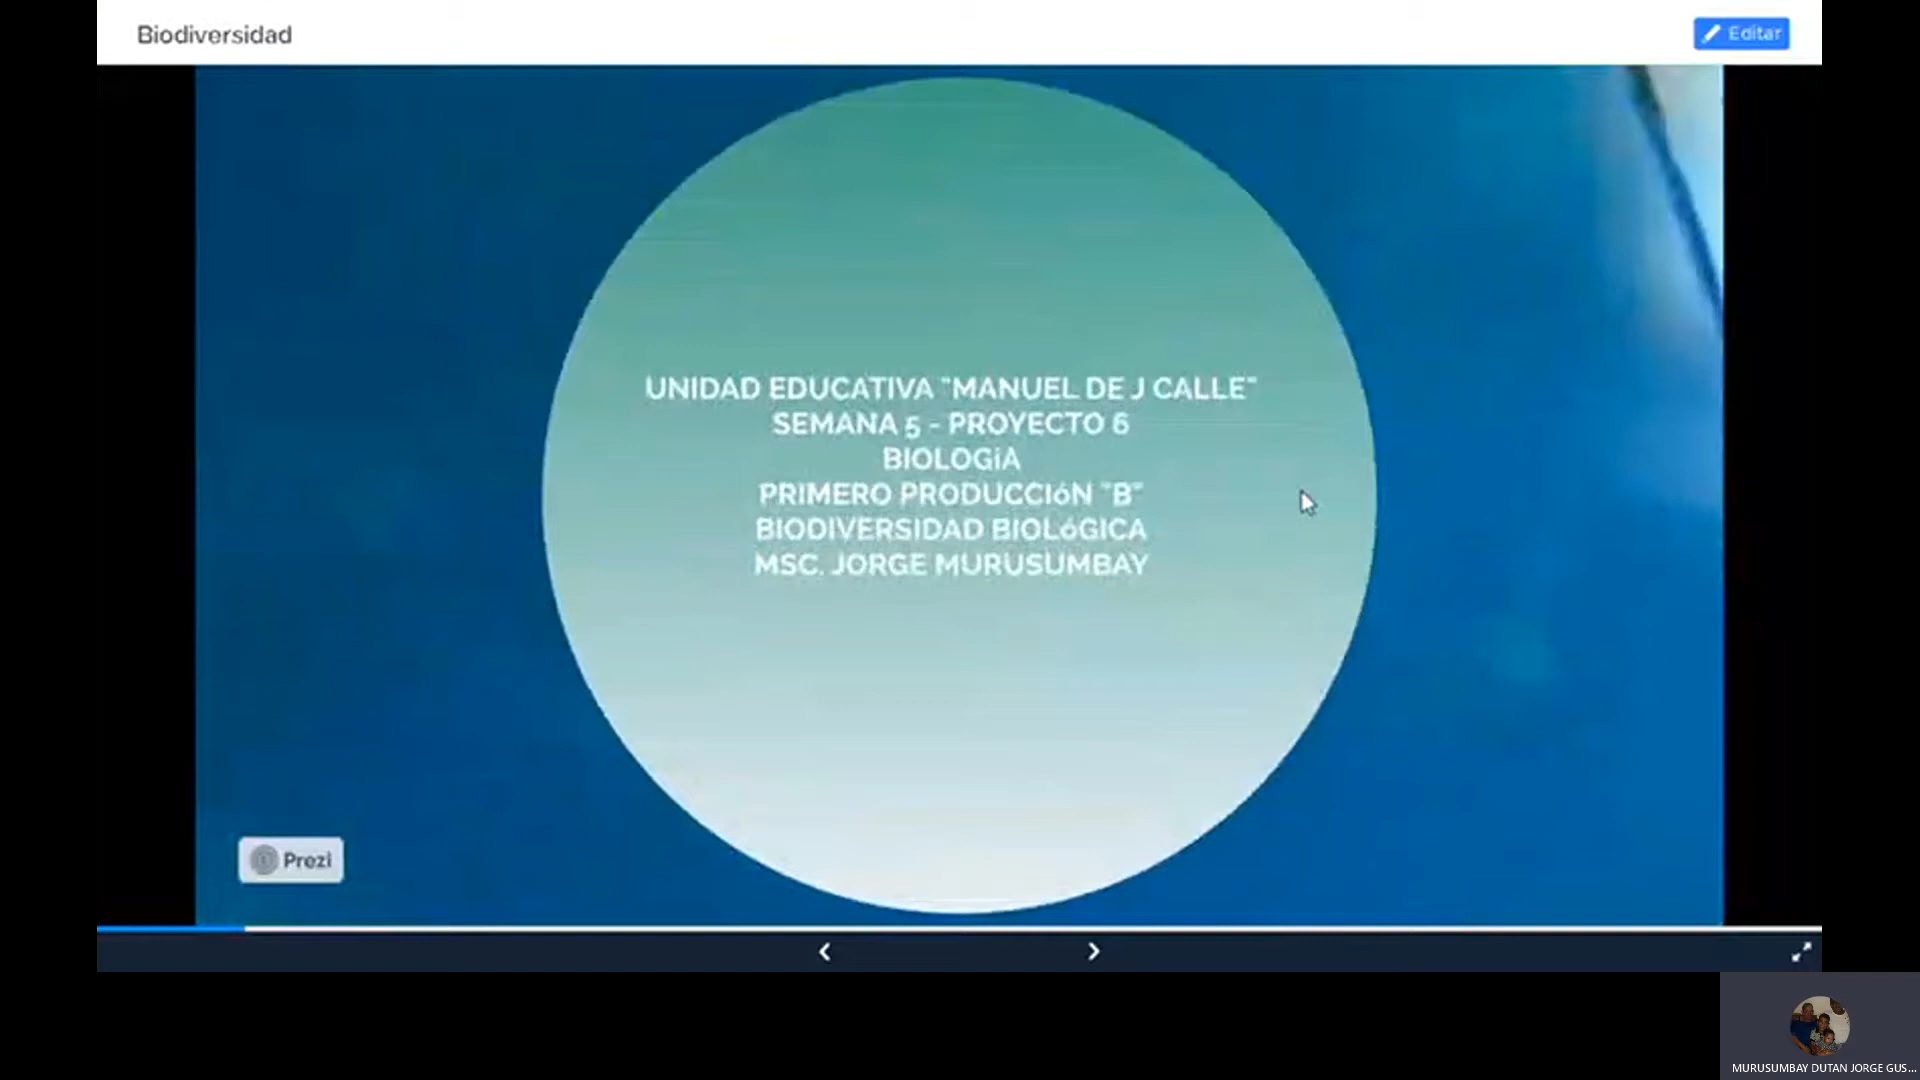 Biodiversidad
Editar
UNIDAD EDUCATIVA "MANUEL DE J CALLE"
SEMANA 5 - PROYECTO 6
BIOLOGíA
PRIMERO PRODUCCIóN "B"
BIODIVERSIDAD BIOLóGICA
MSC. JORGE MURUSUMBAY
Prezi
MURUSUMBAY DUTAN JORGE GUS...